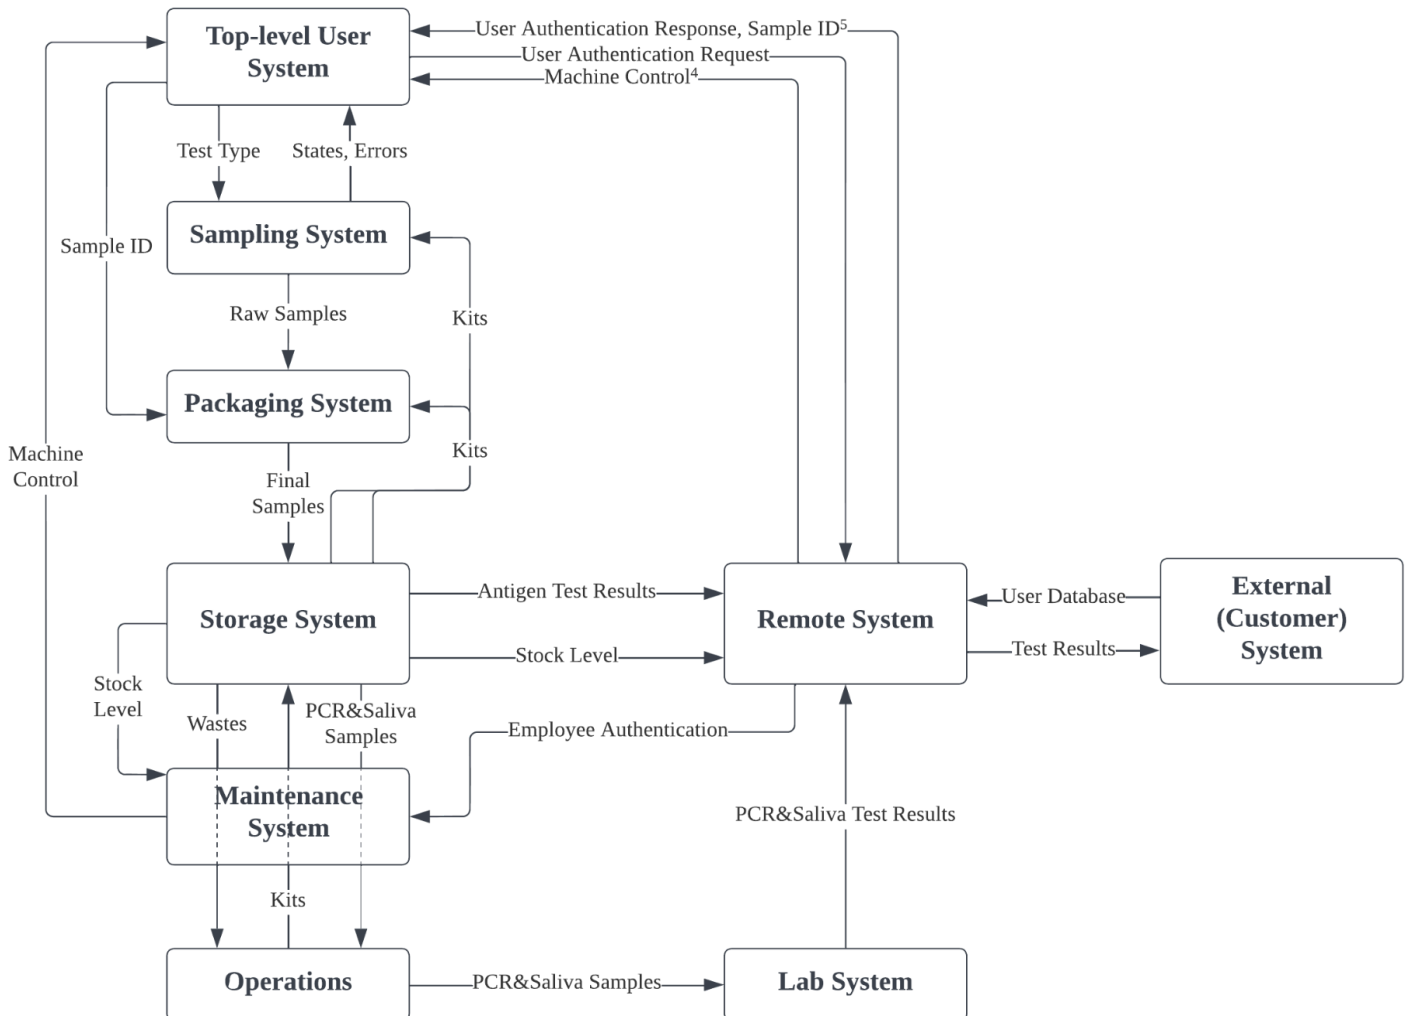 Top-level User
System
User Authentication Response, Sample ID⁵
User Authentication Request
Machine Control⁴
Test Type
States, Errors
Sampling System
Sample ID
Raw Samples
Kits
Packaging System
Kits
Machine
Control
Final
Samples
Storage System
Antigen Test Results
Stock Level
Remote System
User Database
Test Results
External
(Customer)
System
Stock
Level
Wastes
PCR&Saliva
Samples
Employee Authentication
Maintenance
System
PCR&Saliva Test Results
Kits
Operations
PCR&Saliva Samples
Lab System